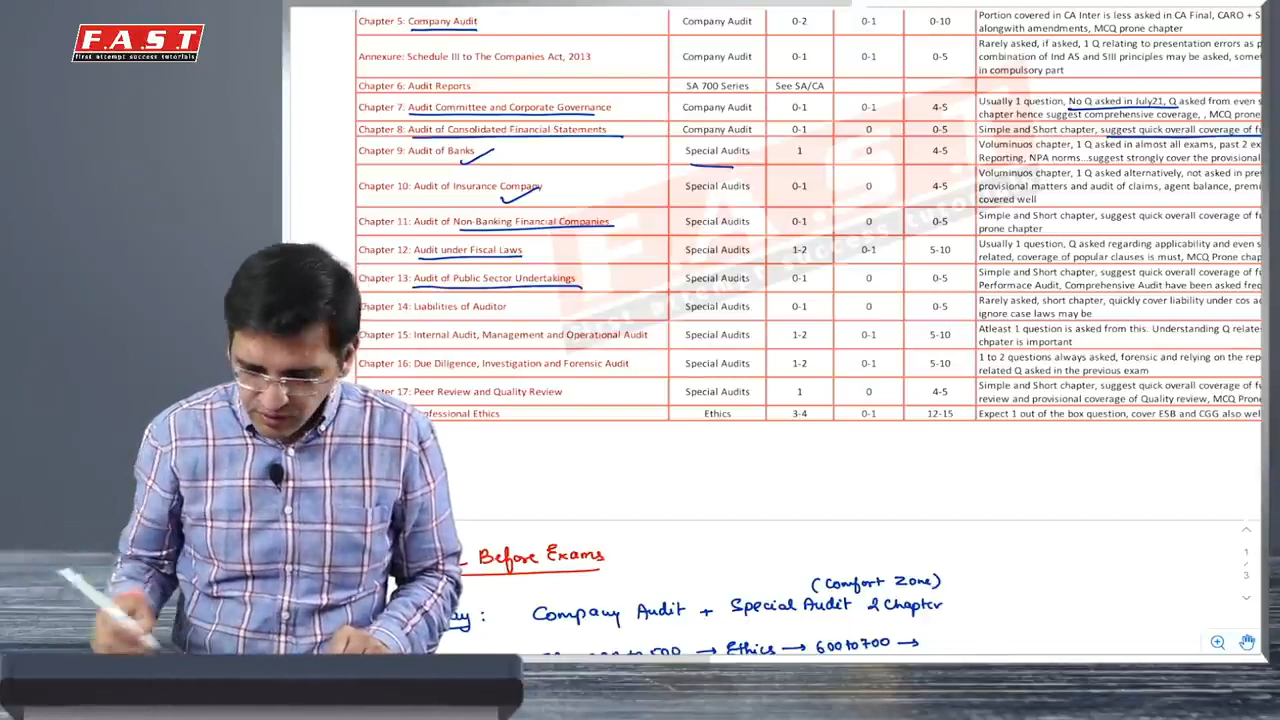 F.A.S.T
first attempt success tutorials
Chapter 5: Company Audit Company Audit 0-2 0-1 0-10 Portion covered in CA Inter is less asked in CA Final, CARO + S
alongwith amendments, MCQ prone chapter
Annexure: Schedule III to The Companies Act, 2013 Company Audit 0-1 0-1 0-5 Rarely asked, if asked, 1 Q relating to presentation errors as p
combination of Ind AS and SIII principles may be asked, some
in compulsory part
Chapter 6: Audit Reports SA 700 Series See SA/CA
Chapter 7: Audit Committee and Corporate Governance Company Audit 0-1 0-1 4-5 Usually 1 question, No Q asked in July21, Q asked from even s
chapter hence suggest comprehensive coverage, , MCQ prone
Chapter 8: Audit of Consolidated Financial Statements Company Audit 0-1 0 0-5 Simple and Short chapter, suggest quick overall coverage of fu
Chapter 9: Audit of Banks Special Audits 1 0 4-5 Voluminous chapter, 1 Q asked in almost all exams, past 2 ex
Reporting, NPA norms...suggest strongly cover the provisional
Chapter 10: Audit of Insurance Company Special Audits 0-1 0 4-5 Voluminuos chapter, 1 Q asked alternatively, not asked in prev
provisional matters and audit of claims, agent balance, premi
covered well
Chapter 11: Audit of Non-Banking Financial Companies Special Audits 0-1 0 0-5 Simple and Short chapter, suggest quick overall coverage of fu
prone chapter
Chapter 12: Audit under Fiscal Laws Special Audits 1-2 0-1 5-10 Usually 1 question, Q asked regarding applicability and even s
related, coverage of popular clauses is must, MCQ Prone chap
Chapter 13: Audit of Public Sector Undertakings Special Audits 0-1 0 0-5 Simple and Short chapter, suggest quick overall coverage of fu
Performace Audit, Comprehensive Audit have been asked freq
Chapter 14: Liabilities of Auditor Special Audits 0-1 0 0-5 Rarely asked, short chapter, quickly cover liability under cos a
ignore case laws may be
Chapter 15: Internal Audit, Management and Operational Audit Special Audits 1-2 0-1 5-10 Atleast 1 question is asked from this. Understanding Q relate
chpater is important
Chapter 16: Due Diligence, Investigation and Forensic Audit Special Audits 1-2 0-1 5-10 1 to 2 questions always asked, forensic and relying on the rep
related Q asked in the previous exam
ter 17: Peer Review and Quality Review Special Audits 1 0 4-5 Simple and Short chapter, suggest quick overall coverage of fu
review and provisional coverage of Quality review, MCQ Prone
rofessional Ethics Ethics 3-4 0-1 12-15 Expect 1 out of the box question, cover ESB and CGG also wel
Before Exams
(Comfort Zone)
ay: Company Audit + Special Audit 2 Chapter
500 → Ethics → 600 to 700 →
1
/
3